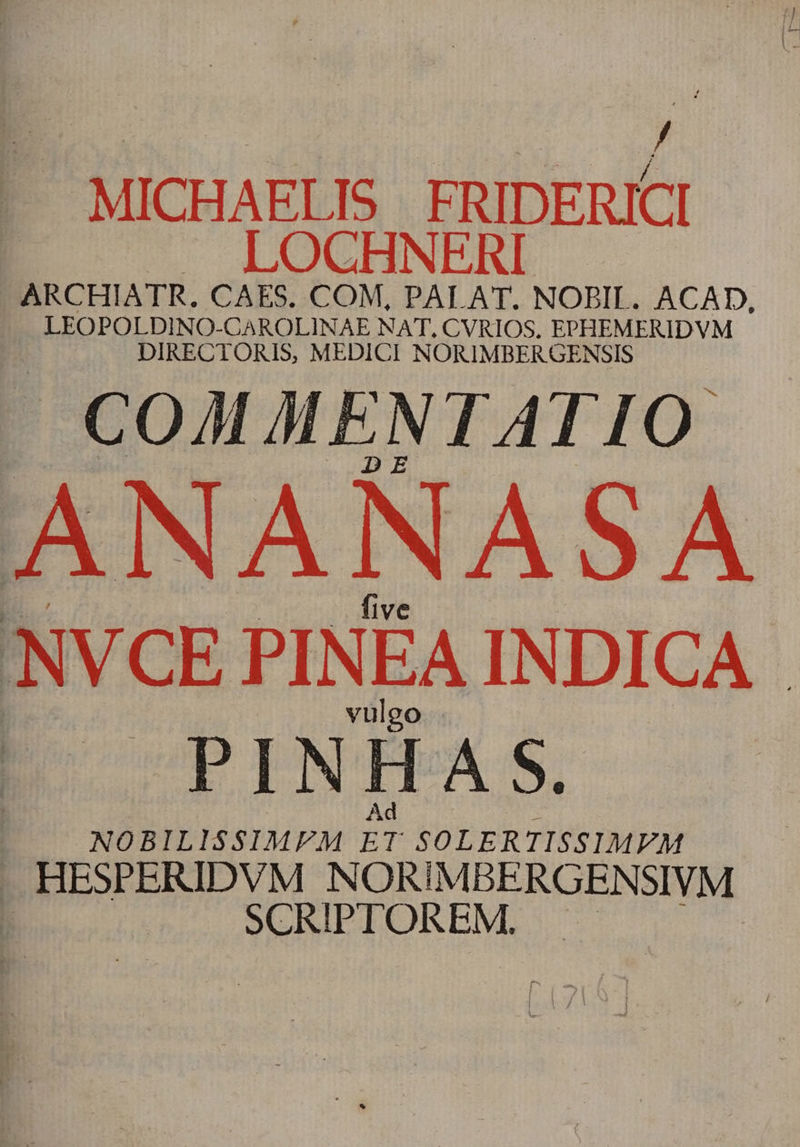 MICHAELIS FRIDERICI
LOCHNERI
ARCHIATR. CAES. COM. PALAT. NOBIL. ACAD.
LEOPOLDINO-CAROLINAE NAT. CVRIOS. EPHEMERIDVM
DIRECTORIS, MEDICI NORIMBERGENSIS
COMMENTATIO
DE
ANANASA
ſive
NVCE PINEA INDICA
vulgo
PINHAS.
Ad
NOBILISSIMVM ET SOLERTISSIMVM
HESPERIDVM NORIMBERGENSIVM
SCRIPTOREM.
[1716]